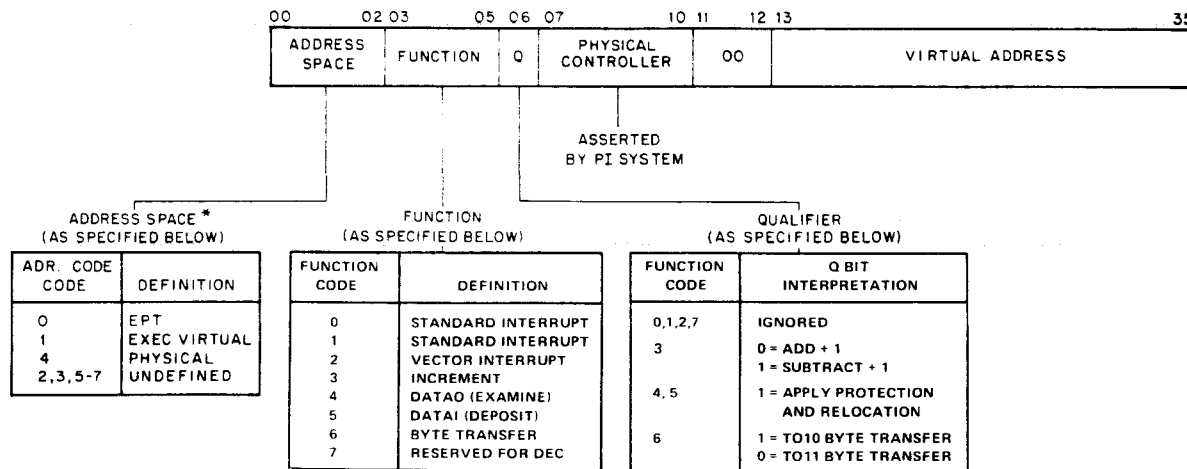 00 02 03 05 06 07 10 11 12 13 35
ADDRESS SPACE
FUNCTION
Q
PHYSICAL CONTROLLER
00
VIRTUAL ADDRESS
ASSERTED
BY PI SYSTEM
ADDRESS SPACE *
(AS SPECIFIED BELOW)
ADR. CODE CODE DEFINITION
0 EPT
1 EXEC VIRTUAL
4 PHYSICAL
2,3,5-7 UNDEFINED
FUNCTION
(AS SPECIFIED BELOW)
FUNCTION CODE DEFINITION
0 STANDARD INTERRUPT
1 STANDARD INTERRUPT
2 VECTOR INTERRUPT
3 INCREMENT
4 DATAO (EXAMINE)
5 DATAI (DEPOSIT)
6 BYTE TRANSFER
7 RESERVED FOR DEC
QUALIFIER
(AS SPECIFIED BELOW)
FUNCTION CODE Q BIT INTERPRETATION
0,1,2,7 IGNORED
3 0 = ADD + 1
1 = SUBTRACT + 1
4, 5 1 = APPLY PROTECTION
AND RELOCATION
6 1 = TO10 BYTE TRANSFER
0 = TO11 BYTE TRANSFER